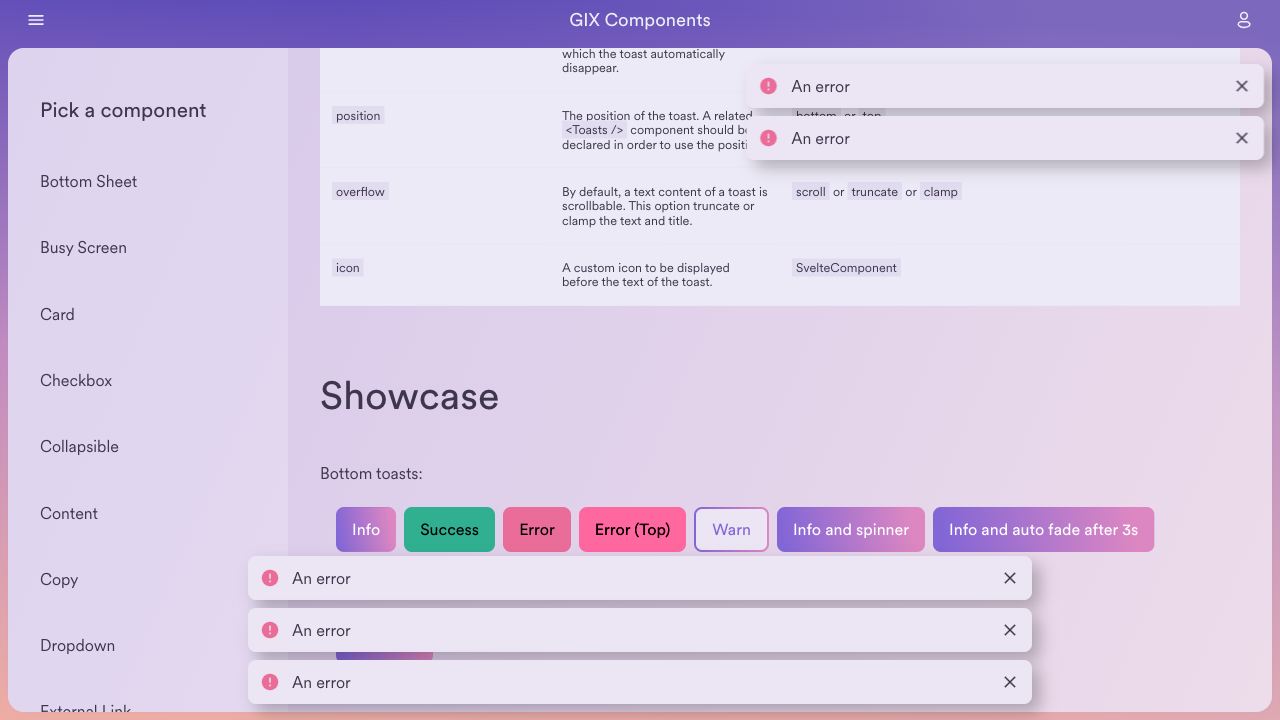 GIX Components
Pick a component
Bottom Sheet
Busy Screen
Card
Checkbox
Collapsible
Content
Copy
Dropdown
External Link
which the toast automatically
disappear.
position
The position of the toast. A related
<Toasts /> component should be
declared in order to use the
bottom or top
overflow
By default, a text content of a toast is
scrollbable. This option truncate or
clamp the text and title.
scroll or truncate or clamp
icon
A custom icon to be displayed
before the text of the toast.
SvelteComponent
An error
An error
Showcase
Bottom toasts:
Info
Success
Error
Error (Top)
Warn
Info and spinner
Info and auto fade after 3s
An error
An error
An error